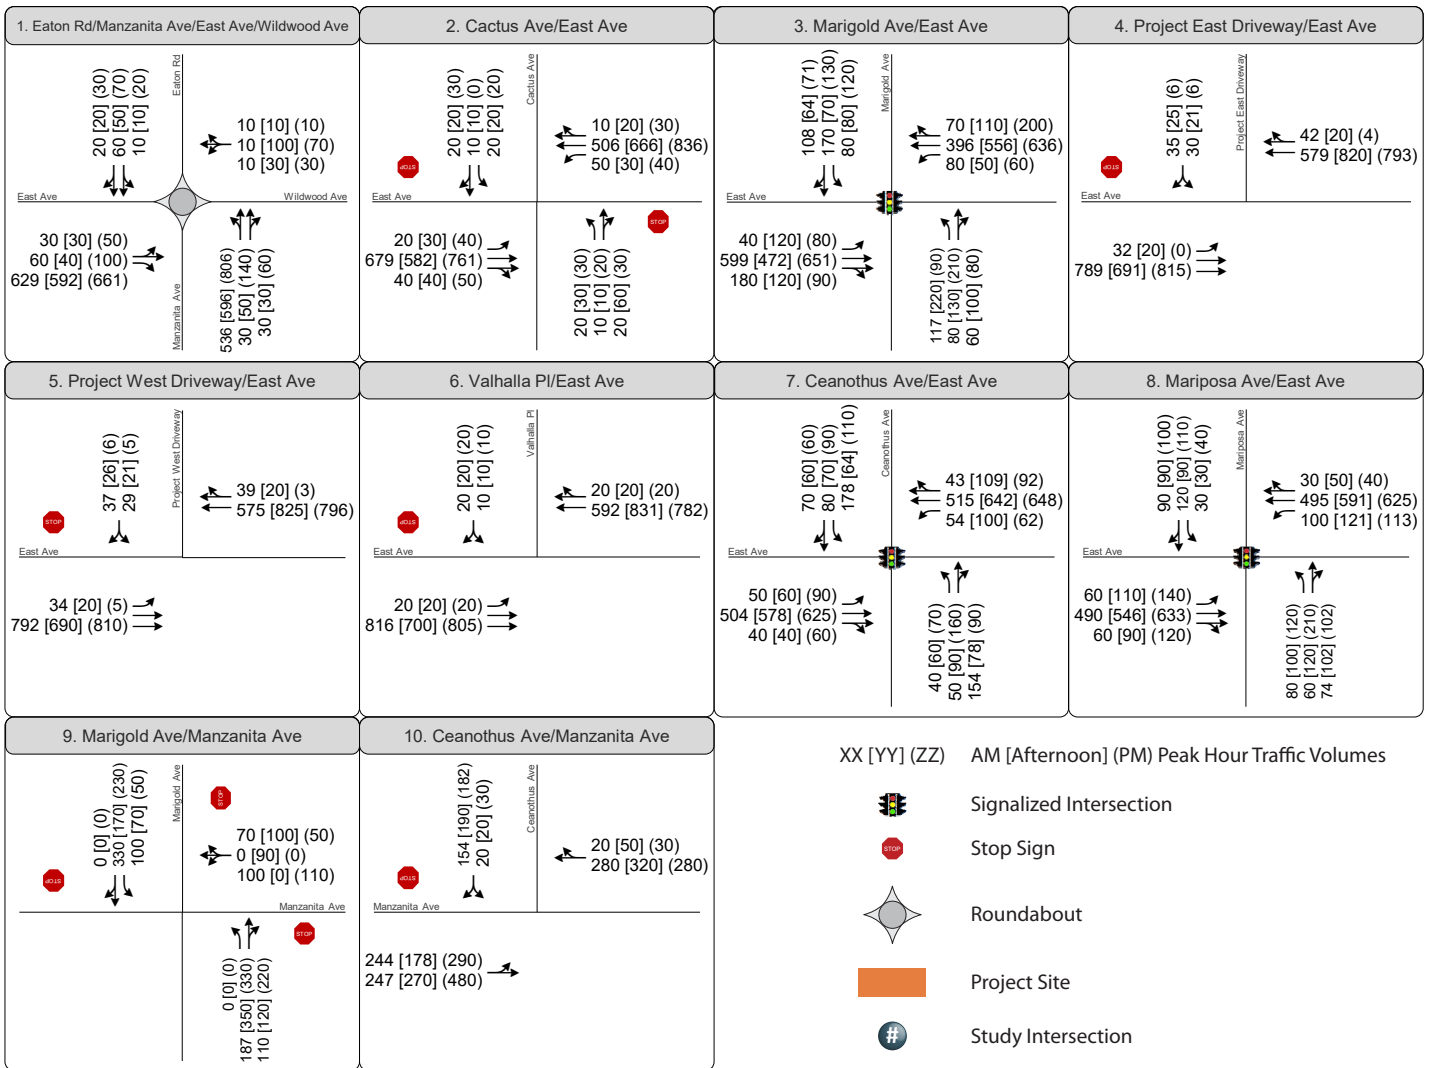 1. Eaton Rd/Manzanita Ave/East Ave/Wildwood Ave
20 [20] (30)
60 [50] (70)
10 [10] (20)
Eaton Rd
10 [10] (10)
10 [100] (70)
10 [30] (30)
East Ave
Wildwood Ave
30 [30] (50)
60 [40] (100)
629 [592] (661)
Manzanita Ave
536 [596] (806)
30 [50] (140)
30 [30] (60)
2. Cactus Ave/East Ave
20 [20] (30)
10 [10] (0)
20 [20] (20)
Cactus Ave
10 [20] (30)
506 [666] (836)
50 [30] (40)
STOP
East Ave
STOP
20 [30] (40)
679 [582] (761)
40 [40] (50)
20 [30] (30)
10 [10] (20)
20 [60] (30)
3. Marigold Ave/East Ave
108 [64] (71)
170 [70] (130)
80 [80] (120)
Marigold Ave
70 [110] (200)
396 [556] (636)
80 [50] (60)
East Ave
40 [120] (80)
599 [472] (651)
180 [120] (90)
117 [220] (90)
80 [130] (210)
60 [100] (80)
4. Project East Driveway/East Ave
35 [25] (6)
30 [21] (6)
Project East Driveway
42 [20] (4)
579 [820] (793)
STOP
East Ave
32 [20] (0)
789 [691] (815)
5. Project West Driveway/East Ave
37 [26] (6)
29 [21] (5)
Project West Driveway
39 [20] (3)
575 [825] (796)
STOP
East Ave
34 [20] (5)
792 [690] (810)
6. Valhalla Pl/East Ave
20 [20] (20)
10 [10] (10)
Valhalla Pl
20 [20] (20)
592 [831] (782)
STOP
East Ave
20 [20] (20)
816 [700] (805)
7. Ceanothus Ave/East Ave
70 [60] (60)
80 [70] (90)
178 [64] (110)
Ceanothus Ave
43 [109] (92)
515 [642] (648)
54 [100] (62)
East Ave
50 [60] (90)
504 [578] (625)
40 [40] (60)
40 [60] (70)
50 [90] (160)
154 [78] (90)
8. Mariposa Ave/East Ave
90 [90] (100)
120 [90] (110)
30 [30] (40)
Mariposa Ave
30 [50] (40)
495 [591] (625)
100 [121] (113)
East Ave
60 [110] (140)
490 [546] (633)
60 [90] (120)
80 [100] (120)
60 [120] (210)
74 [102] (102)
9. Marigold Ave/Manzanita Ave
0 [0] (0)
330 [170] (230)
100 [70] (50)
Marigold Ave
STOP
70 [100] (50)
0 [90] (0)
100 [0] (110)
STOP
Manzanita Ave
STOP
0 [0] (0)
187 [350] (330)
110 [120] (220)
10. Ceanothus Ave/Manzanita Ave
154 [190] (182)
20 [20] (30)
Ceanothus Ave
20 [50] (30)
280 [320] (280)
STOP
Manzanita Ave
244 [178] (290)
247 [270] (480)
XX [YY] (ZZ) AM [Afternoon] (PM) Peak Hour Traffic Volumes
Signalized Intersection
STOP Stop Sign
Roundabout
Project Site
# Study Intersection